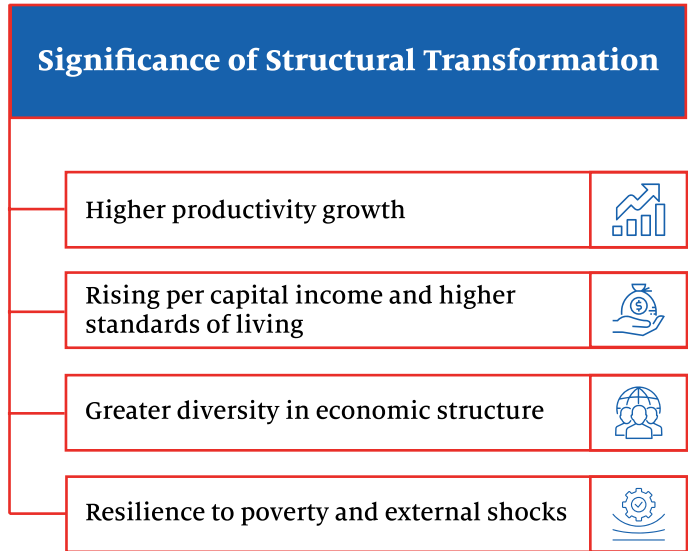 Significance of Structural Transformation
Higher productivity growth
Rising per capital income and higher
standards of living
Greater diversity in economic structure
Resilience to poverty and external shocks